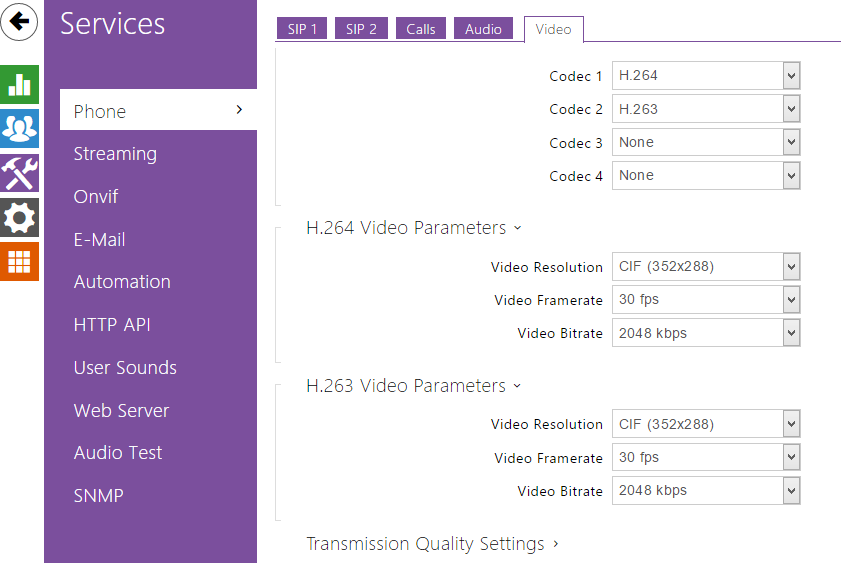 Services
Phone
Streaming
Onvif
E-Mail
Automation
HTTP API
User Sounds
Web Server
Audio Test
SNMP
SIP 1 SIP 2 Calls Audio Video
Codec 1 H.264
Codec 2 H.263
Codec 3 None
Codec 4 None
H.264 Video Parameters
Video Resolution CIF (352x288)
Video Framerate 30 fps
Video Bitrate 2048 kbps
H.263 Video Parameters
Video Resolution CIF (352x288)
Video Framerate 30 fps
Video Bitrate 2048 kbps
Transmission Quality Settings